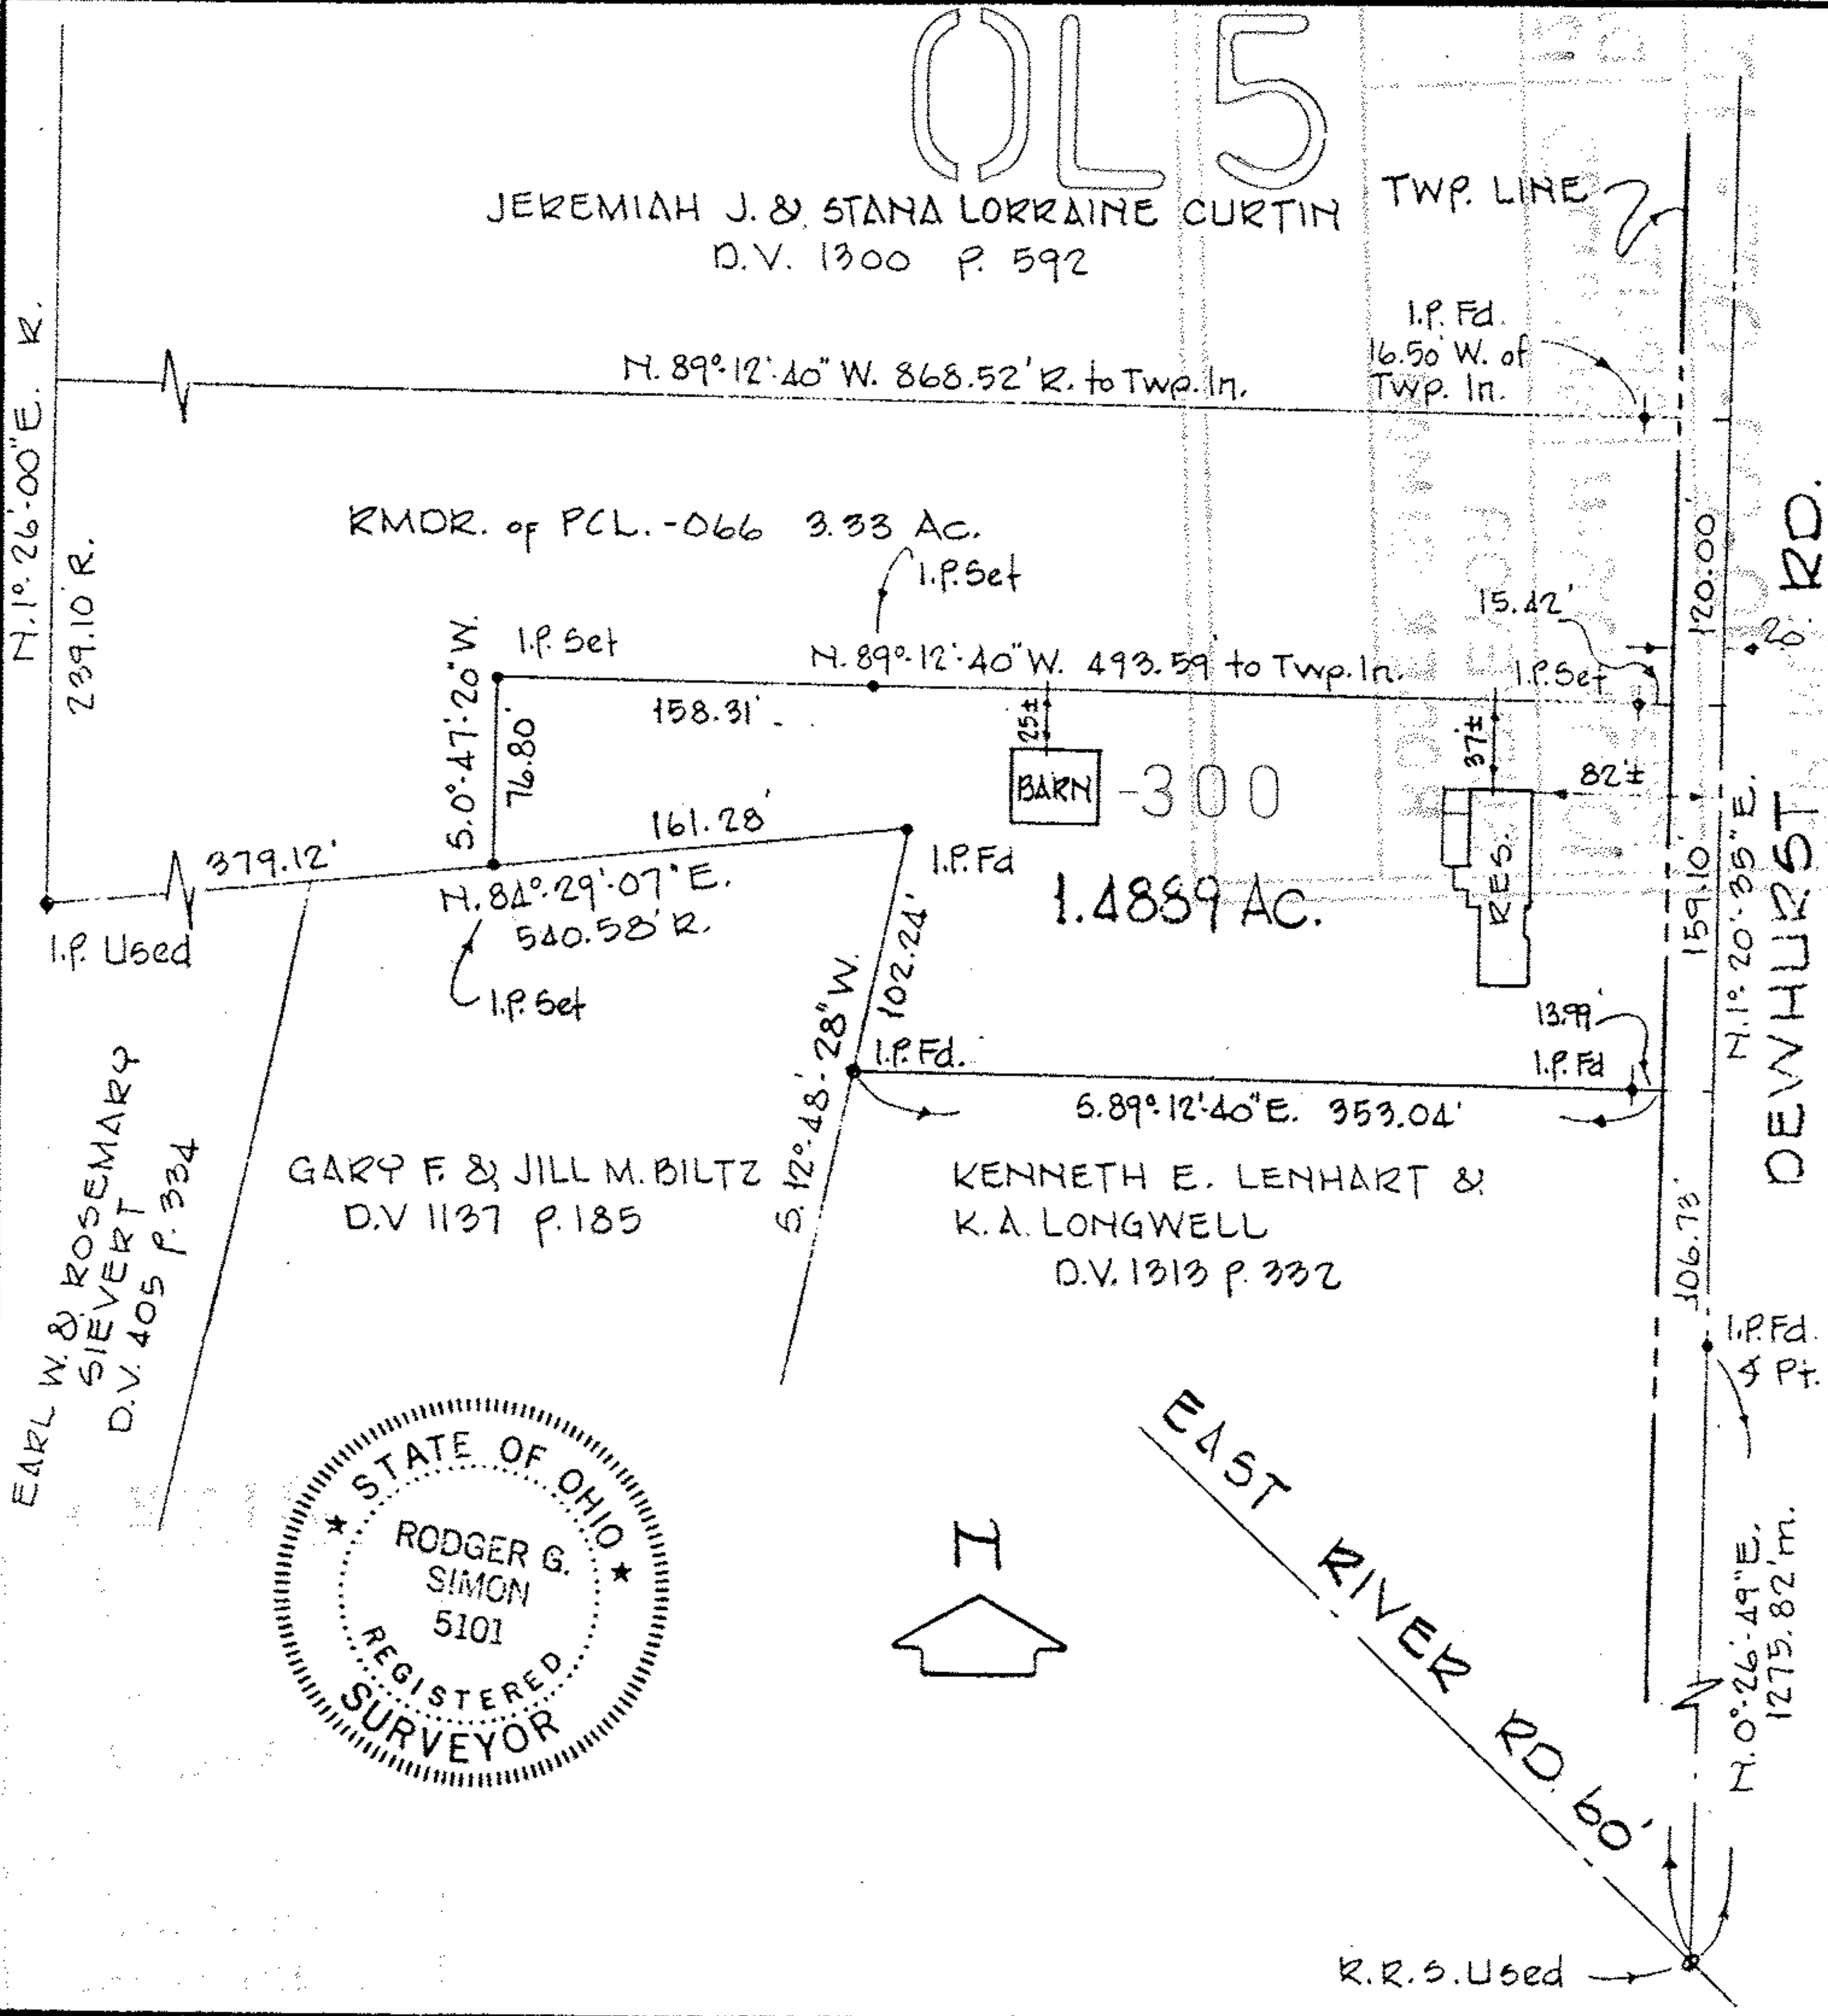 OL5
JEREMIAH J. & STANA LORRAINE CURTIN
D.V. 1300 P. 592
TWP. LINE
I.P. Fd.
16.50' W. of
Twp. ln.
N. 89°-12'-40" W. 868.52' R. to Twp. ln.
N. 1°-26'-00" E. R.
239.10' R.
RMDR. of PCL. -066 3.33 AC.
I.P. Set
I.P. Set
S. 0°-47'-20" W.
76.80'
N. 89°-12'-40" W. 493.59' to Twp. ln.
158.31'
15.42'
I.P. Set
120.00'
20'
25'±
BARN
-300
37'±
82'±
RES.
161.28'
379.12'
N. 84°-29'-07" E.
540.58' R.
I.P. Fd
I.P. Used
I.P. Set
1.4889 AC.
159.10'
N. 1°-20'-35" E.
DEWHURST RD.
102.24'
S. 12°-48'-28" W.
I.P. Fd.
13.99'
I.P. Fd
S. 89°-12'-40" E. 353.04'
EARL W. & ROSEMARY
SIEVERT
D.V. 405 P. 334
GARY F. & JILL M. BILTZ
D.V 1137 P. 185
KENNETH E. LENHART &
K. A. LONGWELL
D.V. 1313 P. 332
106.73'
I.P. Fd.
∡ Pt.
STATE OF OHIO
RODGER G.
SIMON
5101
REGISTERED
SURVEYOR
N
EAST RIVER RD. 60'
N. 0°-26'-49" E.
1275.82' m.
R.R.S. Used